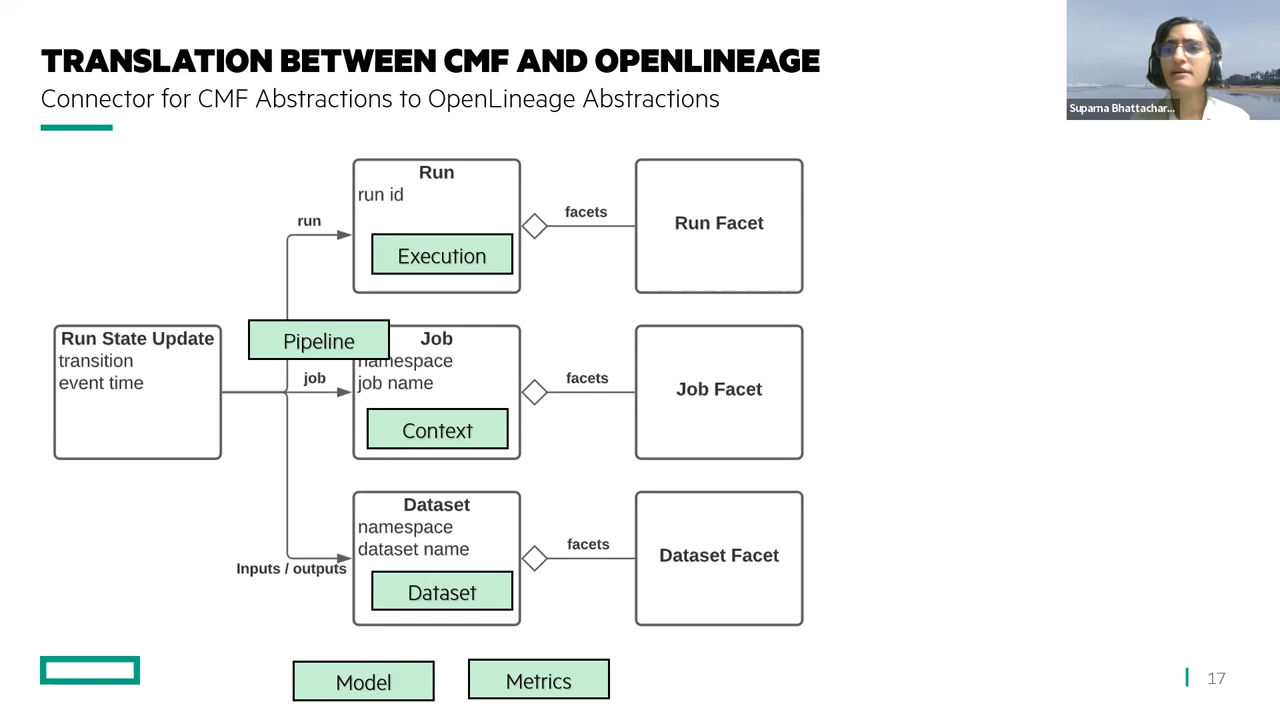 TRANSLATION BETWEEN CMF AND OPENLINEAGE
Connector for CMF Abstractions to OpenLineage Abstractions
Suparna Bhattachar...
Run
run id
Execution
run
facets
Run Facet
Run State Update
transition
event time
Pipeline
Job
namespace
job name
Context
job
facets
Job Facet
Dataset
namespace
dataset name
Dataset
Inputs / outputs
facets
Dataset Facet
Model
Metrics
17